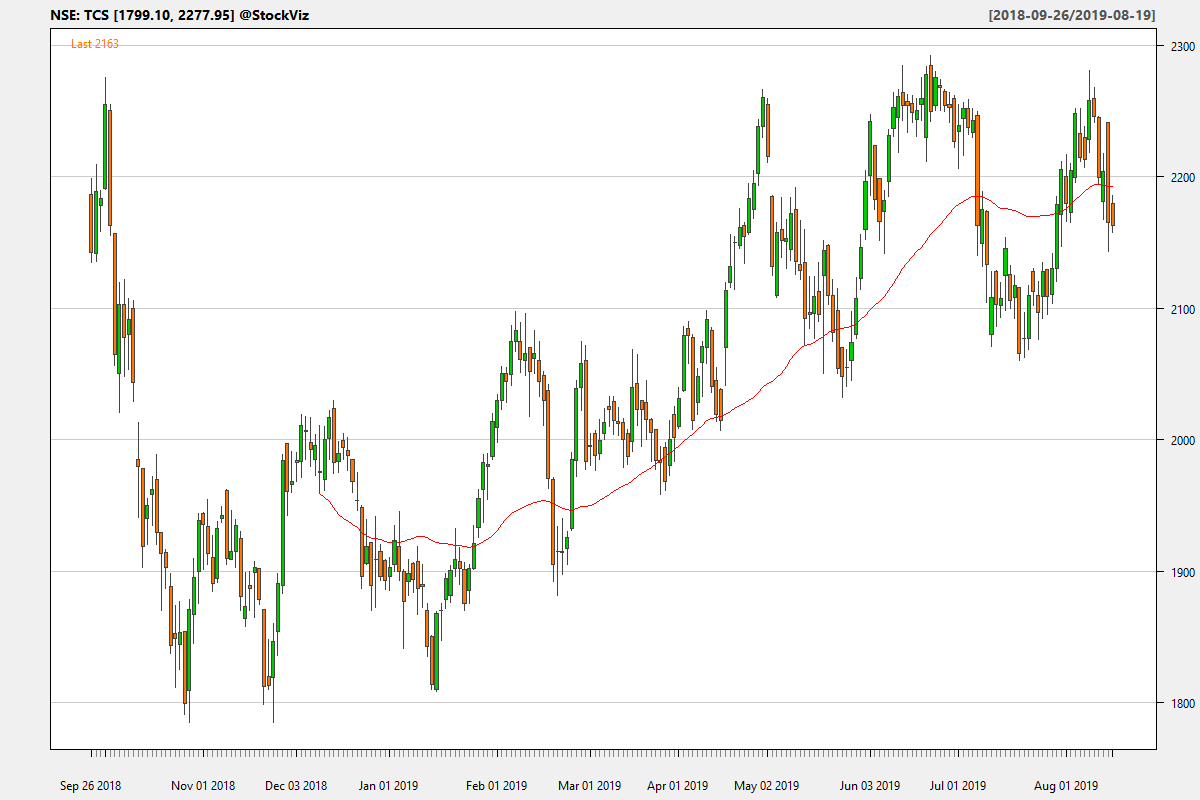 NSE: TCS [1799.10, 2277.95] @StockViz [2018-09-26/2019-08-19]
Last 2163
2300
2200
2100
2000
1900
1800
Sep 26 2018 Nov 01 2018 Dec 03 2018 Jan 01 2019 Feb 01 2019 Mar 01 2019 Apr 01 2019 May 02 2019 Jun 03 2019 Jul 01 2019 Aug 01 2019